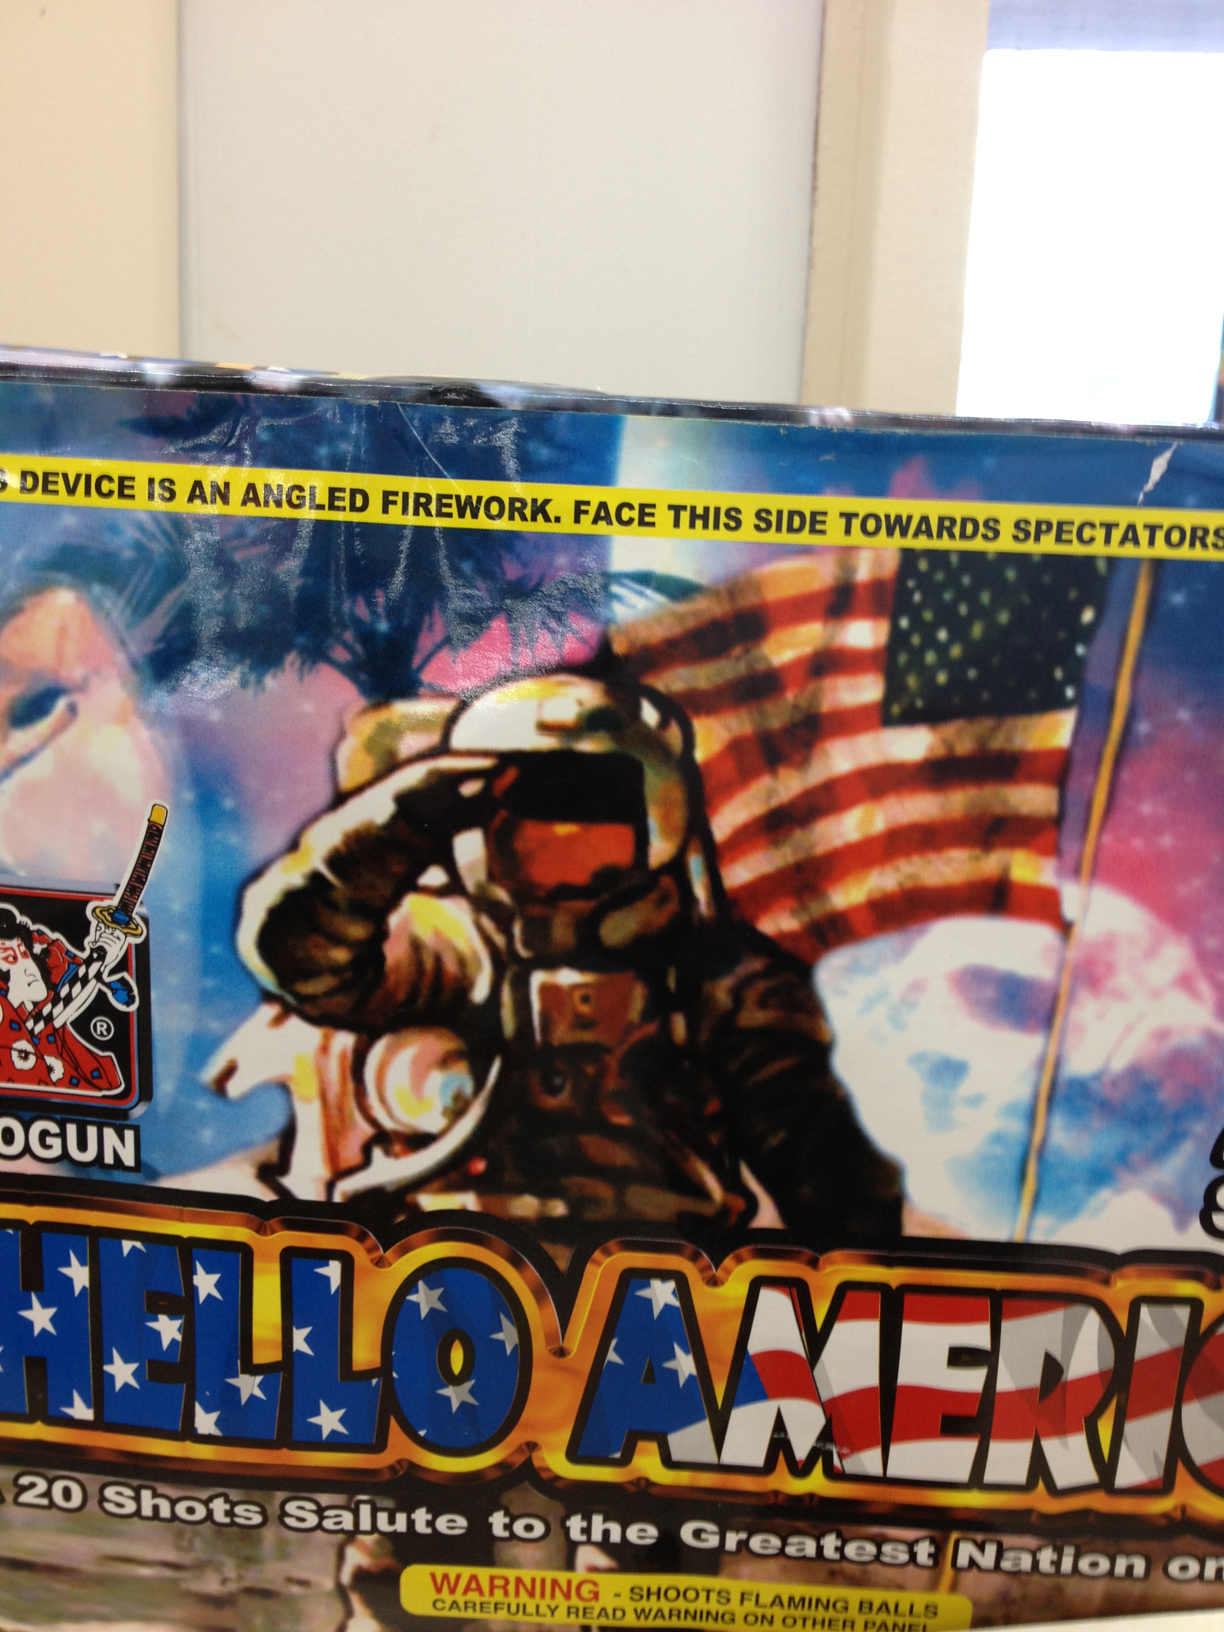 DEVICE IS AN ANGLED FIREWORK. FACE THIS SIDE TOWARDS SPECTATORS
®
OGUN
HELLO AMERIC
20 Shots Salute to the Greatest Nation on
WARNING - SHOOTS FLAMING BALLS
CAREFULLY READ WARNING ON OTHER PANEL